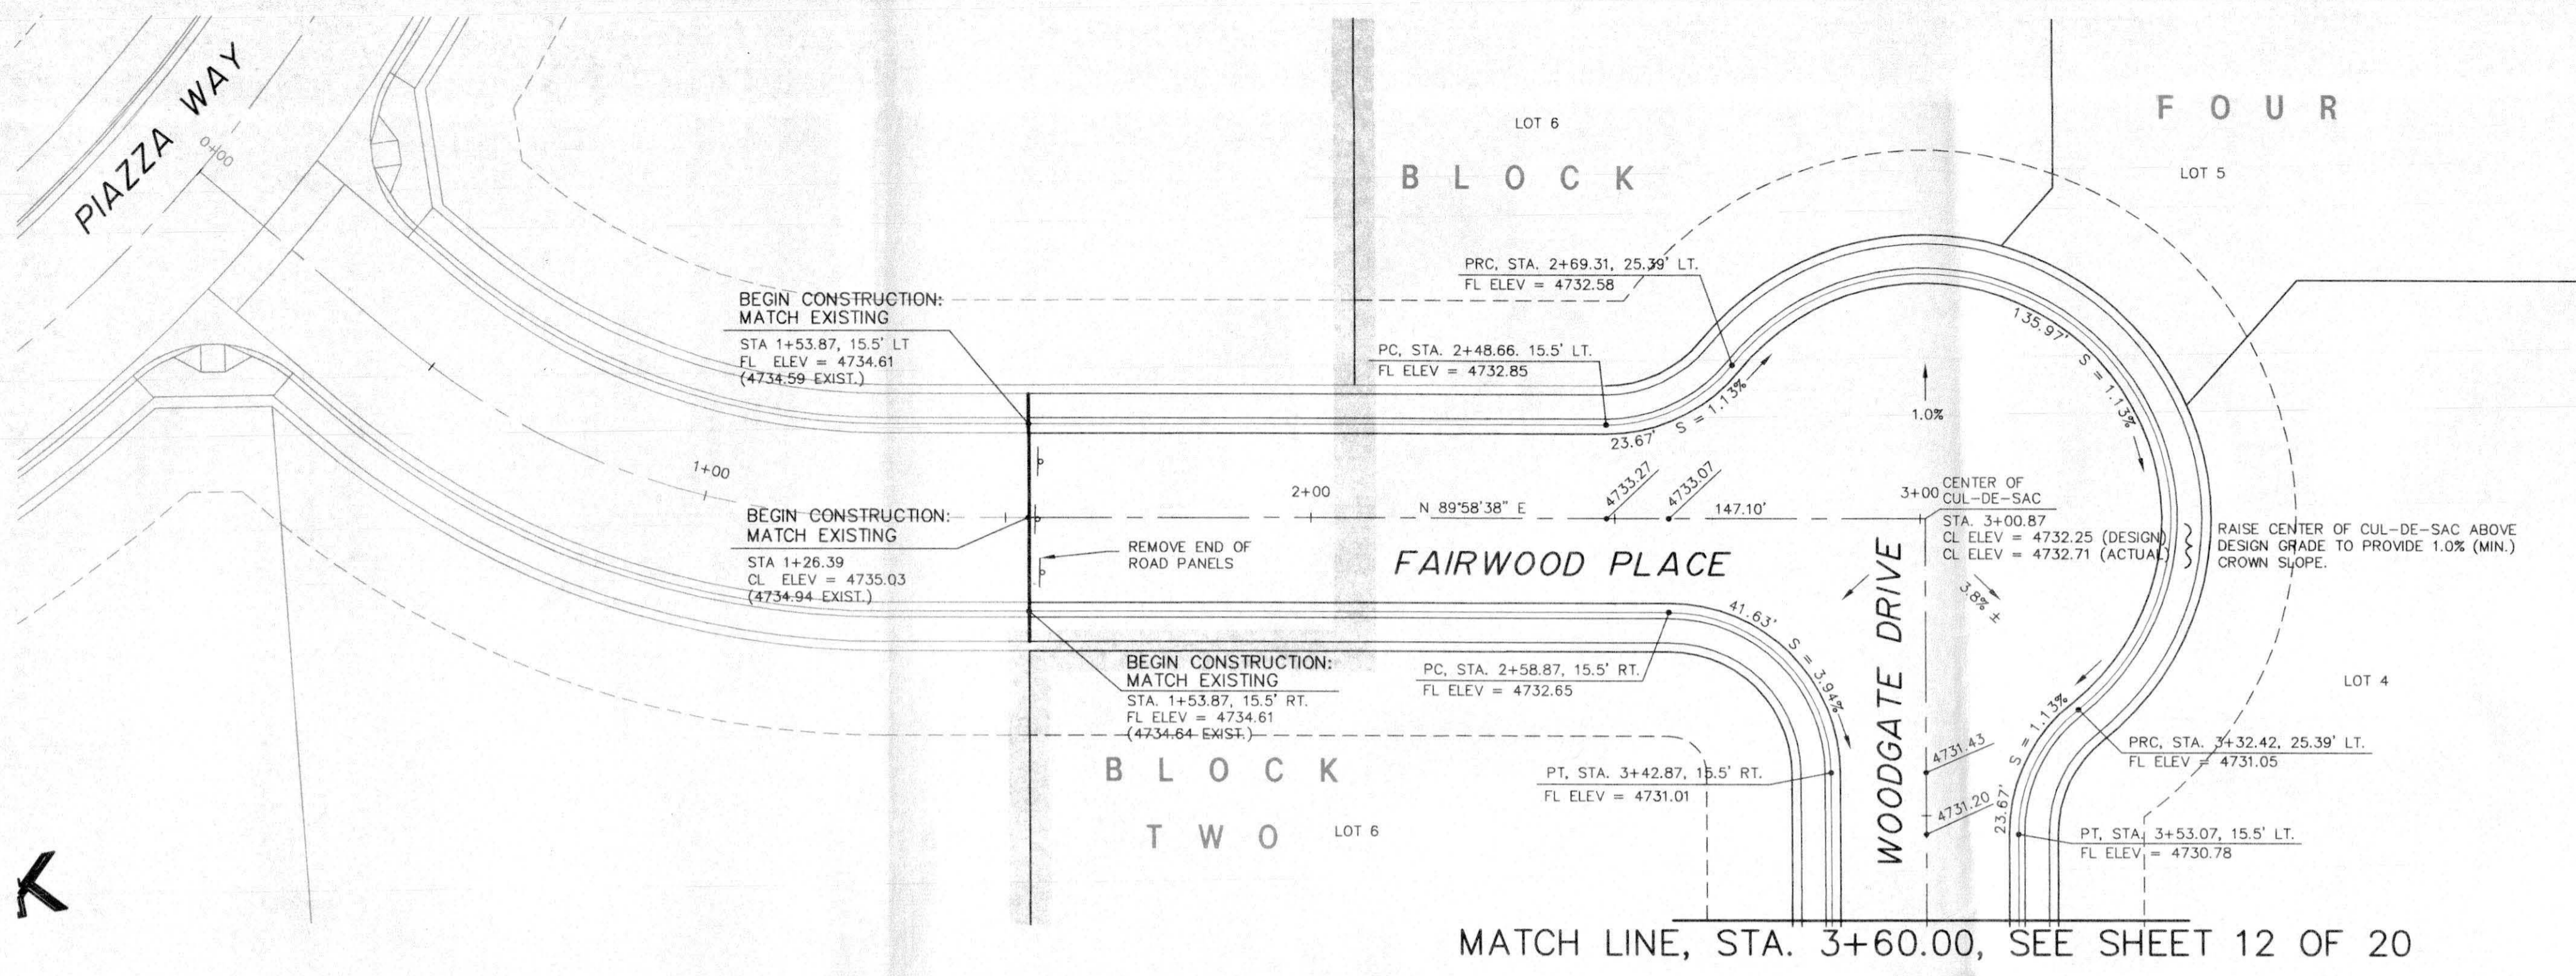 PIAZZA WAY
0+00
1+00
BEGIN CONSTRUCTION:
MATCH EXISTING
STA 1+53.87, 15.5' LT
FL ELEV = 4734.61
(4734.59 EXIST.)
BEGIN CONSTRUCTION:
MATCH EXISTING
STA 1+26.39
CL ELEV = 4735.03
(4734.94 EXIST.)
REMOVE END OF
ROAD PANELS
BEGIN CONSTRUCTION:
MATCH EXISTING
STA. 1+53.87, 15.5' RT.
FL ELEV = 4734.61
(4734.64 EXIST.)
BLOCK
TWO
LOT 6
LOT 6
BLOCK
FOUR
LOT 5
PRC, STA. 2+69.31, 25.39' LT.
FL ELEV = 4732.58
PC, STA. 2+48.66. 15.5' LT.
FL ELEV = 4732.85
23.67' S = 1.13%
135.97' S = 1.13%
1.0%
2+00
N 89°58'38" E
4733.27
4733.07
147.10'
3+00
CENTER OF
CUL-DE-SAC
STA. 3+00.87
CL ELEV = 4732.25 (DESIGN)
CL ELEV = 4732.71 (ACTUAL)
RAISE CENTER OF CUL-DE-SAC ABOVE
DESIGN GRADE TO PROVIDE 1.0% (MIN.)
CROWN SLOPE.
FAIRWOOD PLACE
WOODGATE DRIVE
3.8% ±
41.63' S = 3.94%
PC, STA. 2+58.87, 15.5' RT.
FL ELEV = 4732.65
LOT 4
PT, STA. 3+42.87, 15.5' RT.
FL ELEV = 4731.01
4731.43
4731.20
23.67' S = 1.13%
PRC, STA. 3+32.42, 25.39' LT.
FL ELEV = 4731.05
PT, STA. 3+53.07, 15.5' LT.
FL ELEV = 4730.78
MATCH LINE, STA. 3+60.00, SEE SHEET 12 OF 20